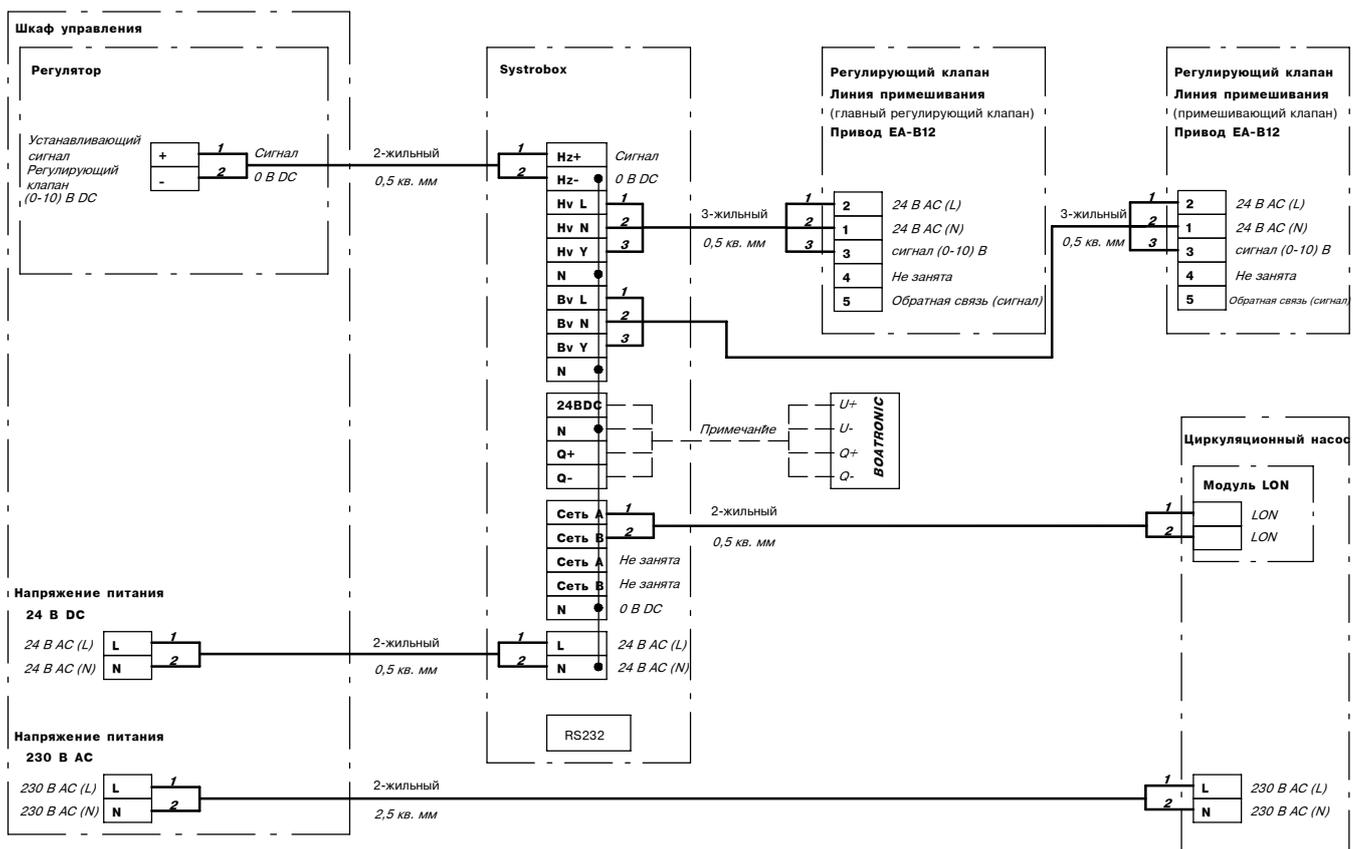 Шкаф управления
Регулятор
Устанавливающий
сигнал
Регулирующий
клапан
(0-10) В DC
+
-
1
2
Сигнал
0 В DC
2-жильный
0,5 кв. мм
Systrobox
1
2
Hz+
Сигнал
Hz-
0 В DC
Hv L
1
Hv N
2
Hv Y
3
N
Bv L
1
Bv N
2
Bv Y
3
N
3-жильный
0,5 кв. мм
Регулирующий клапан
Линия примешивания
(главный регулирующий клапан)
Привод EA-B12
1
2
3
2
24 В AC (L)
1
24 В AC (N)
3
сигнал (0-10) В
4
Не занята
5
Обратная связь (сигнал)
3-жильный
0,5 кв. мм
Регулирующий клапан
Линия примешивания
(примешивающий клапан)
Привод EA-B12
1
2
3
2
24 В AC (L)
1
24 В AC (N)
3
сигнал (0-10) В
4
Не занята
5
Обратная связь (сигнал)
24ВDC
N
Q+
Q-
Примечание
U+
U-
Q+
Q-
BOATRONIC
Сеть A
1
Сеть B
2
Сеть A
Не занята
Сеть B
Не занята
N
0 В DC
2-жильный
0,5 кв. мм
Циркуляционный насос
Модуль LON
1
2
LON
LON
Напряжение питания
24 В DC
24 В AC (L)
L
1
24 В AC (N)
N
2
2-жильный
0,5 кв. мм
1
2
L
24 В AC (L)
N
24 В AC (N)
RS232
Напряжение питания
230 В AC
230 В AC (L)
L
1
230 В AC (N)
N
2
2-жильный
2,5 кв. мм
1
2
L
230 В AC (L)
N
230 В AC (N)